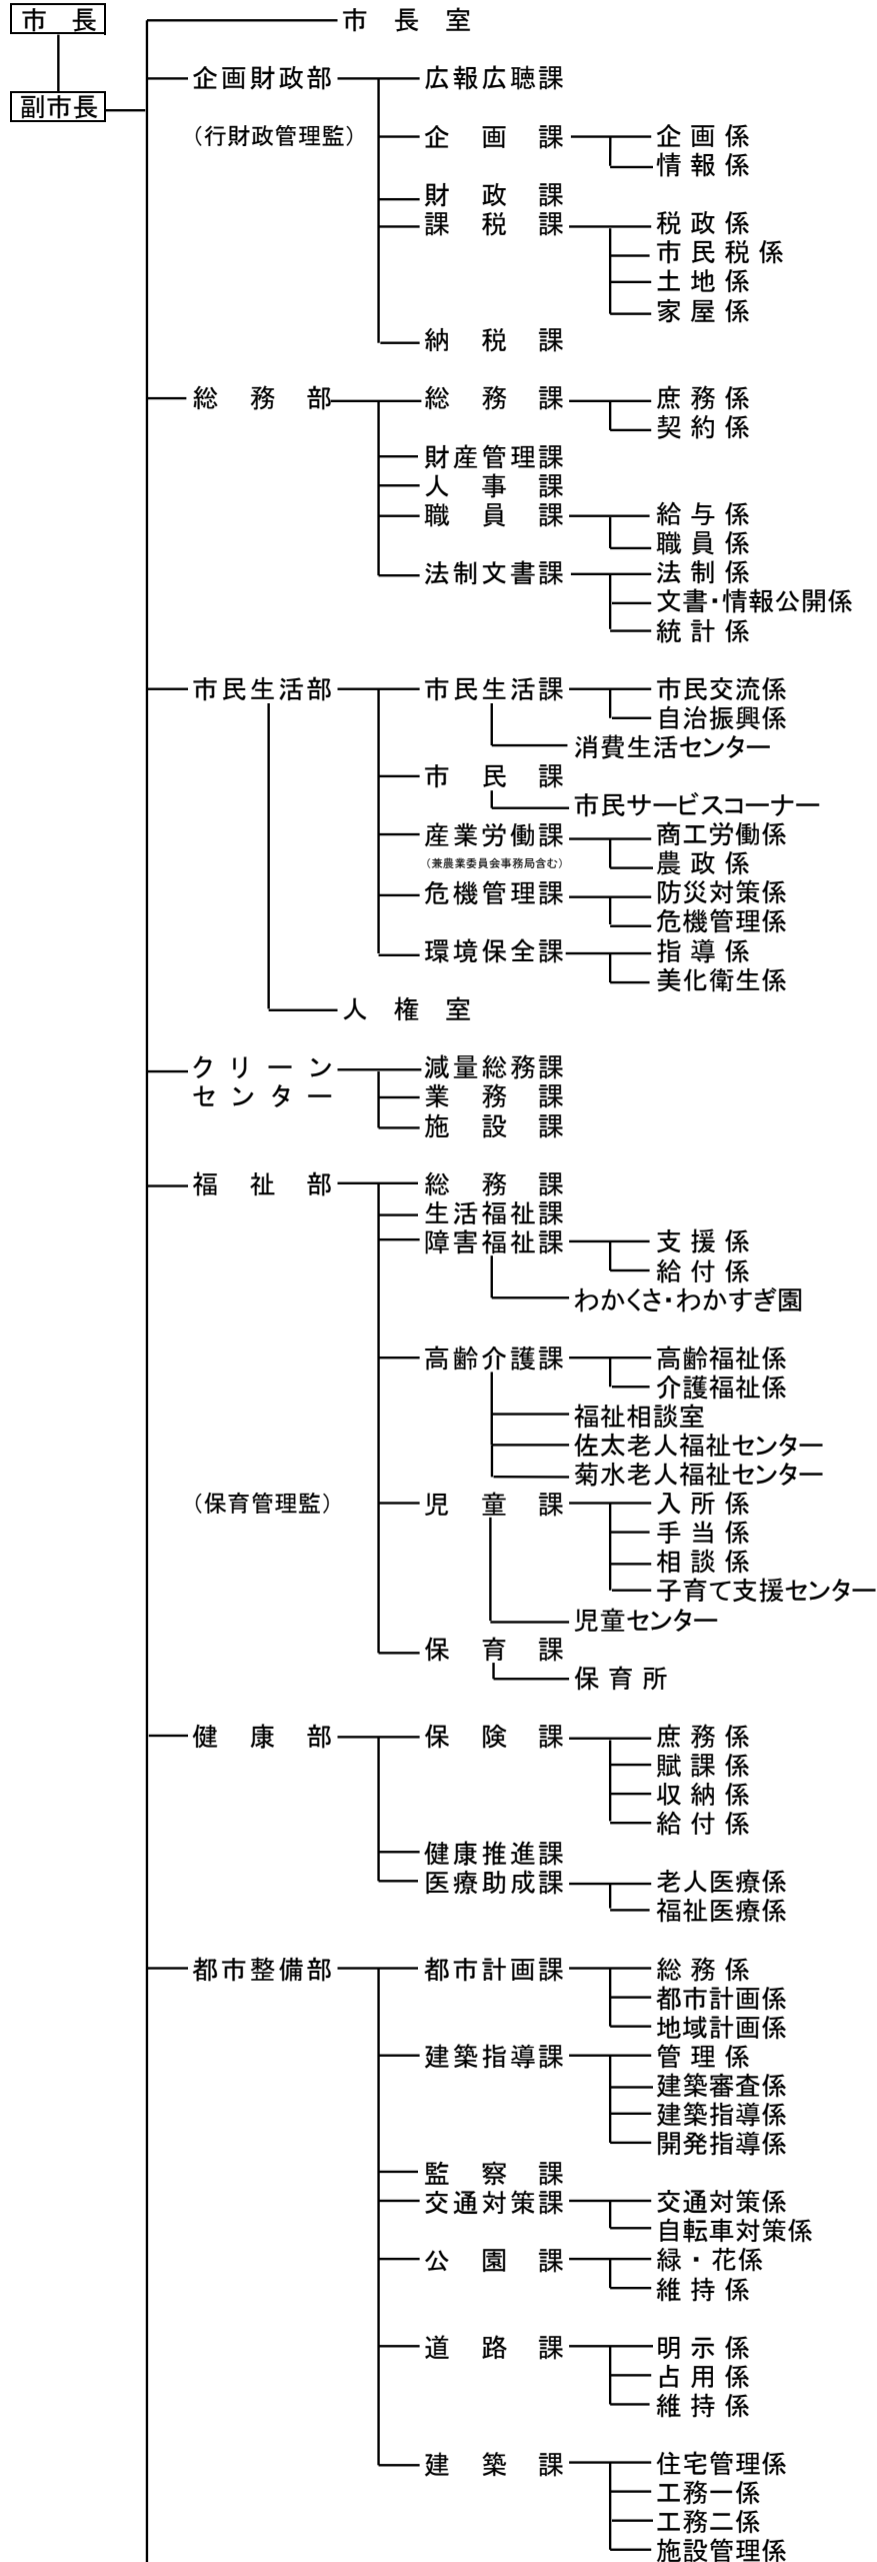 市長
市長室
企画財政部
広報広聴課
副市長
（行財政管理監）
企画課
企画係
情報係
財政課
課税課
税政係
市民税係
土地係
家屋係
納税課
総務部
総務課
庶務係
契約係
財産管理課
人事課
職員課
給与係
職員係
法制文書課
法制係
文書・情報公開係
統計係
市民生活部
市民生活課
市民交流係
自治振興係
消費生活センター
市民課
市民サービスコーナー
産業労働課
商工労働係
（兼農業委員会事務局含む）
農政係
危機管理課
防災対策係
危機管理係
環境保全課
指導係
美化衛生係
人権室
クリーン
センター
減量総務課
業務課
施設課
福祉部
総務課
生活福祉課
障害福祉課
支援係
給付係
わかくさ・わかすぎ園
高齢介護課
高齢福祉係
介護福祉係
福祉相談室
佐太老人福祉センター
菊水老人福祉センター
（保育管理監）
児童課
入所係
手当係
相談係
子育て支援センター
児童センター
保育課
保育所
健康部
保険課
庶務係
賦課係
収納係
給付係
健康推進課
医療助成課
老人医療係
福祉医療係
都市整備部
都市計画課
総務係
都市計画係
地域計画係
建築指導課
管理係
建築審査係
建築指導係
開発指導係
監察課
交通対策課
交通対策係
自転車対策係
公園課
緑・花係
維持係
道路課
明示係
占用係
維持係
建築課
住宅管理係
工務一係
工務二係
施設管理係